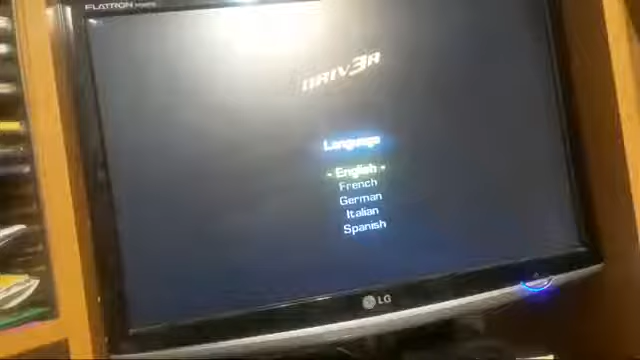 FLATRON
DRIV3R
Language
- English -
French
German
Italian
Spanish
LG